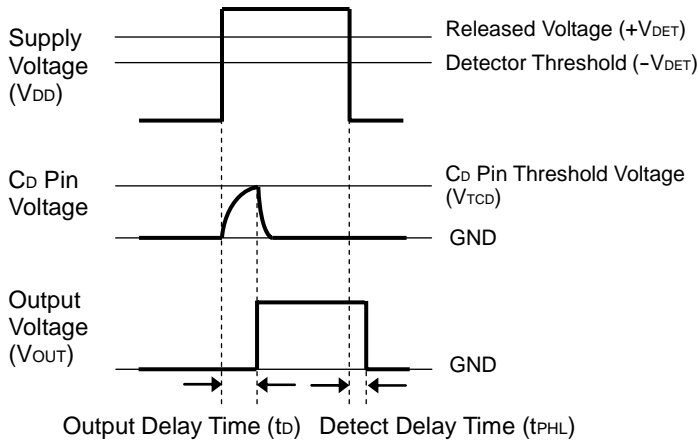 Supply
Voltage
(VDD)
Released Voltage (+VDET)
Detector Threshold (−VDET)
CD Pin
Voltage
CD Pin Threshold Voltage
(VTCD)
GND
Output
Voltage
(VOUT)
GND
Output Delay Time (tD)
Detect Delay Time (tPHL)